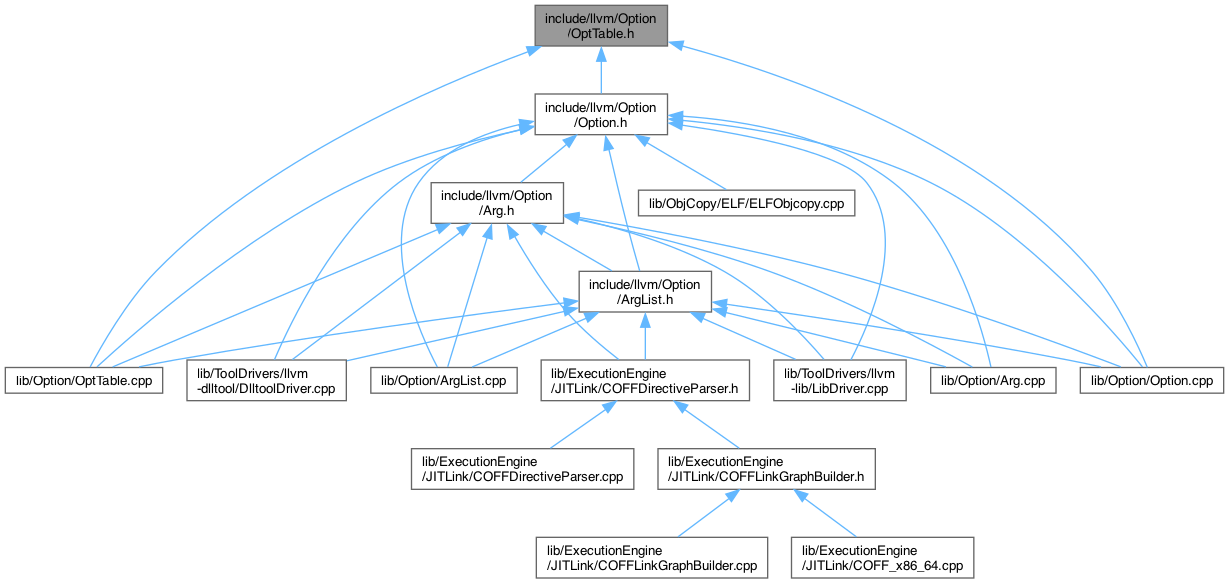 include/llvm/Option
/OptTable.h
include/llvm/Option
/Option.h
include/llvm/Option
/Arg.h
lib/ObjCopy/ELF/ELFObjcopy.cpp
include/llvm/Option
/ArgList.h
lib/Option/OptTable.cpp
lib/ToolDrivers/llvm
-dlltool/DlltoolDriver.cpp
lib/Option/ArgList.cpp
lib/ExecutionEngine
/JITLink/COFFDirectiveParser.h
lib/ToolDrivers/llvm
-lib/LibDriver.cpp
lib/Option/Arg.cpp
lib/Option/Option.cpp
lib/ExecutionEngine
/JITLink/COFFDirectiveParser.cpp
lib/ExecutionEngine
/JITLink/COFFLinkGraphBuilder.h
lib/ExecutionEngine
/JITLink/COFFLinkGraphBuilder.cpp
lib/ExecutionEngine
/JITLink/COFF_x86_64.cpp